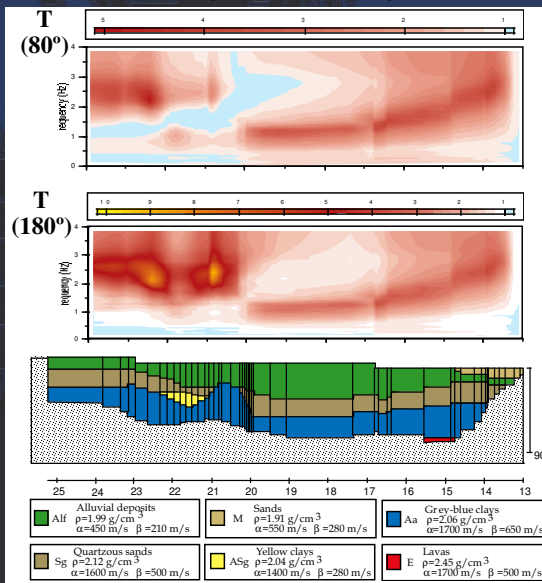 T
(80º)
5 4 3 2 1
4
3
2
1
0
requency (Hz)
T
(180º)
1 0 9 8 7 6 5 4 3 2 1
4
3
2
1
0
requency (Hz)
90
25 24 23 22 21 20 19 18 17 16 15 14 13
Alluvial deposits
Alf ρ=1.99 g/cm3
α=450 m/s β=210 m/s
Sands
M ρ=1.91 g/cm3
α=550 m/s β=280 m/s
Grey-blue clays
Aa ρ=2.06 g/cm3
α=1700 m/s β=650 m/s
Quartzous sands
Sg ρ=2.12 g/cm3
α=1600 m/s β=500 m/s
Yellow clays
ASg ρ=2.04 g/cm3
α=1400 m/s β=280 m/s
Lavas
E ρ=2.45 g/cm3
α=1700 m/s β=500 m/s